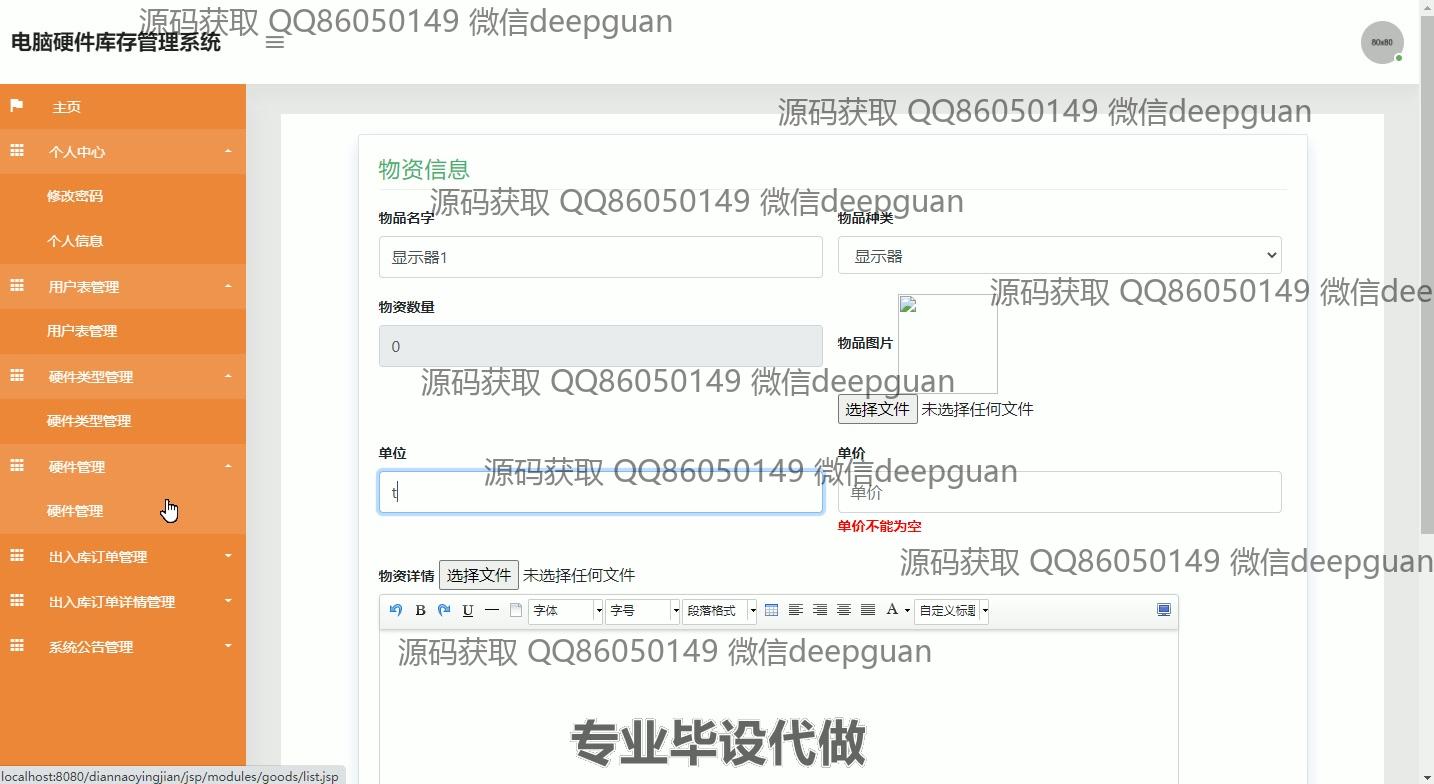 源码获取 QQ86050149 微信deepguan
电脑硬件库存管理系统
80x80
主页
个人中心
修改密码
个人信息
用户表管理
用户表管理
硬件类型管理
硬件类型管理
硬件管理
硬件管理
出入库订单管理
出入库订单详情管理
系统公告管理
源码获取 QQ86050149 微信deepguan
物资信息
源码获取 QQ86050149 微信deepguan
物品名字
物品种类
显示器1
显示器
源码获取 QQ86050149 微信dee
物资数量
0
物品图片
源码获取 QQ86050149 微信deepguan
选择文件 未选择任何文件
单位
单价
源码获取 QQ86050149 微信deepguan
t
单价
单价不能为空
源码获取 QQ86050149 微信deepguan
物资详情 选择文件 未选择任何文件
B U 字体 字号 段落格式 A 自定义标题
源码获取 QQ86050149 微信deepguan
专业毕设代做
localhost:8080/diannaoyingjian/jsp/modules/goods/list.jsp